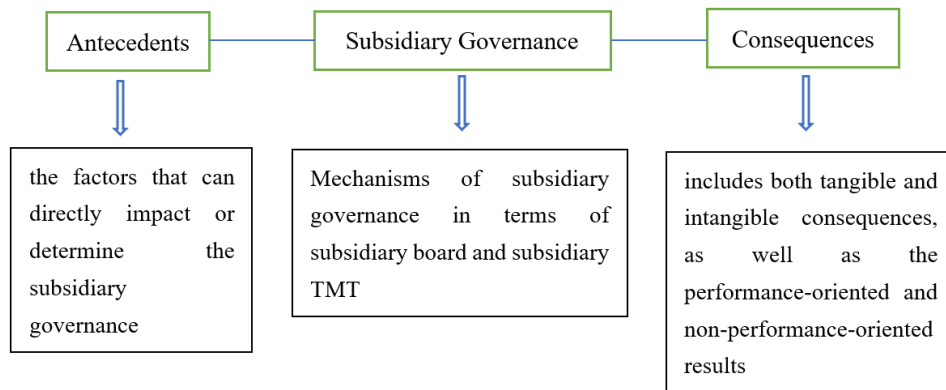 Antecedents
Subsidiary Governance
Consequences
the factors that can
directly impact or
determine the
subsidiary
governance
Mechanisms of subsidiary
governance in terms of
subsidiary board and subsidiary
TMT
includes both tangible and
intangible consequences,
as well as the
performance-oriented and
non-performance-oriented
results